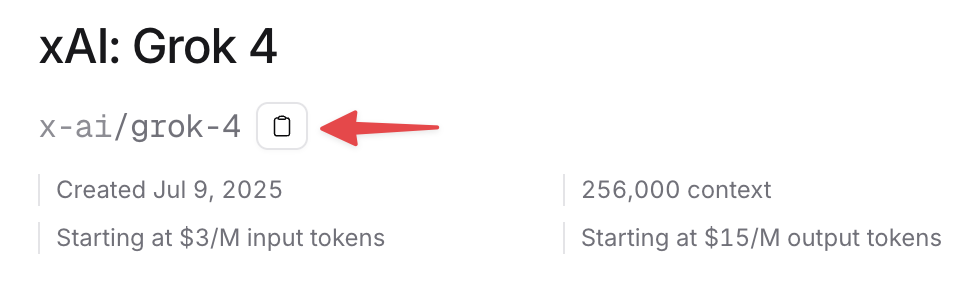 xAI: Grok 4
x-ai/grok-4
Created Jul 9, 2025
256,000 context
Starting at $3/M input tokens
Starting at $15/M output tokens